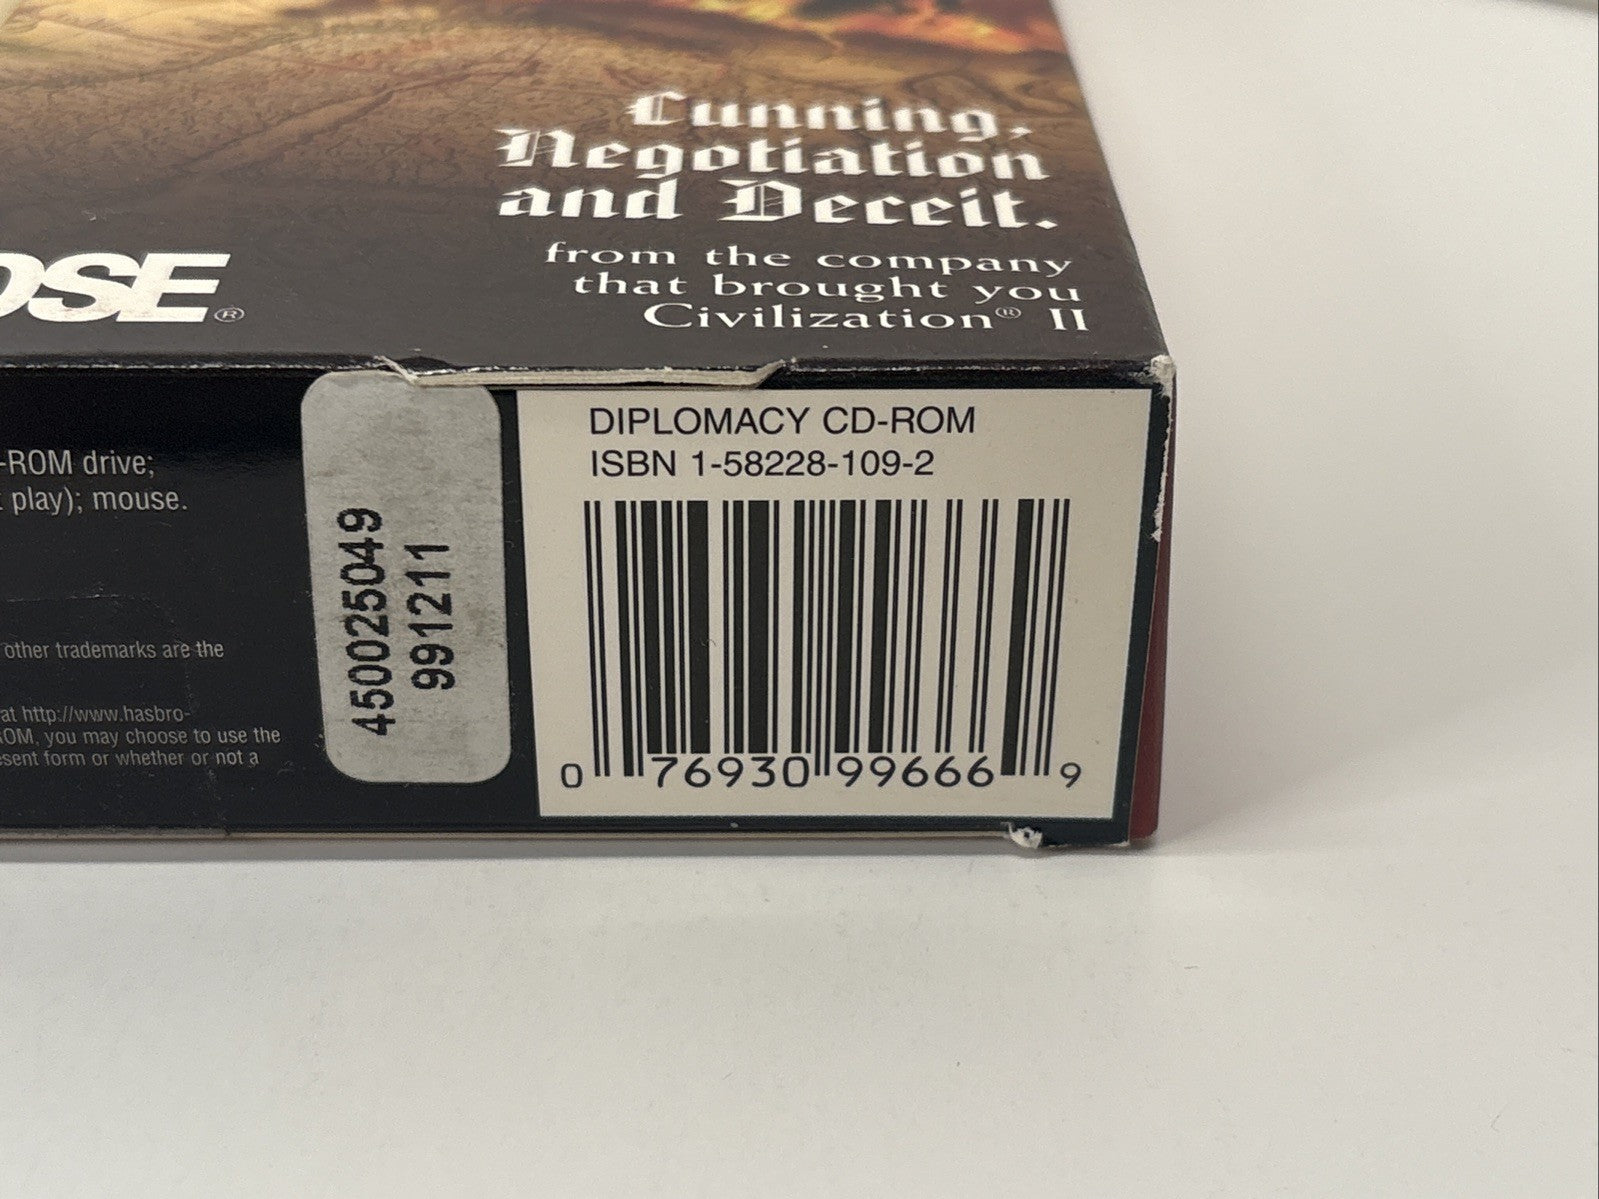 Cunning,
Negotiation
and Deceit.
from the company
that brought you
Civilization® II
OSE®
-ROM drive;
play); mouse.
other trademarks are the
at http://www.hasbro-
OM, you may choose to use the
sent form or whether or not a
450025049
991211
DIPLOMACY CD-ROM
ISBN 1-58228-109-2
0 76930 99666 9